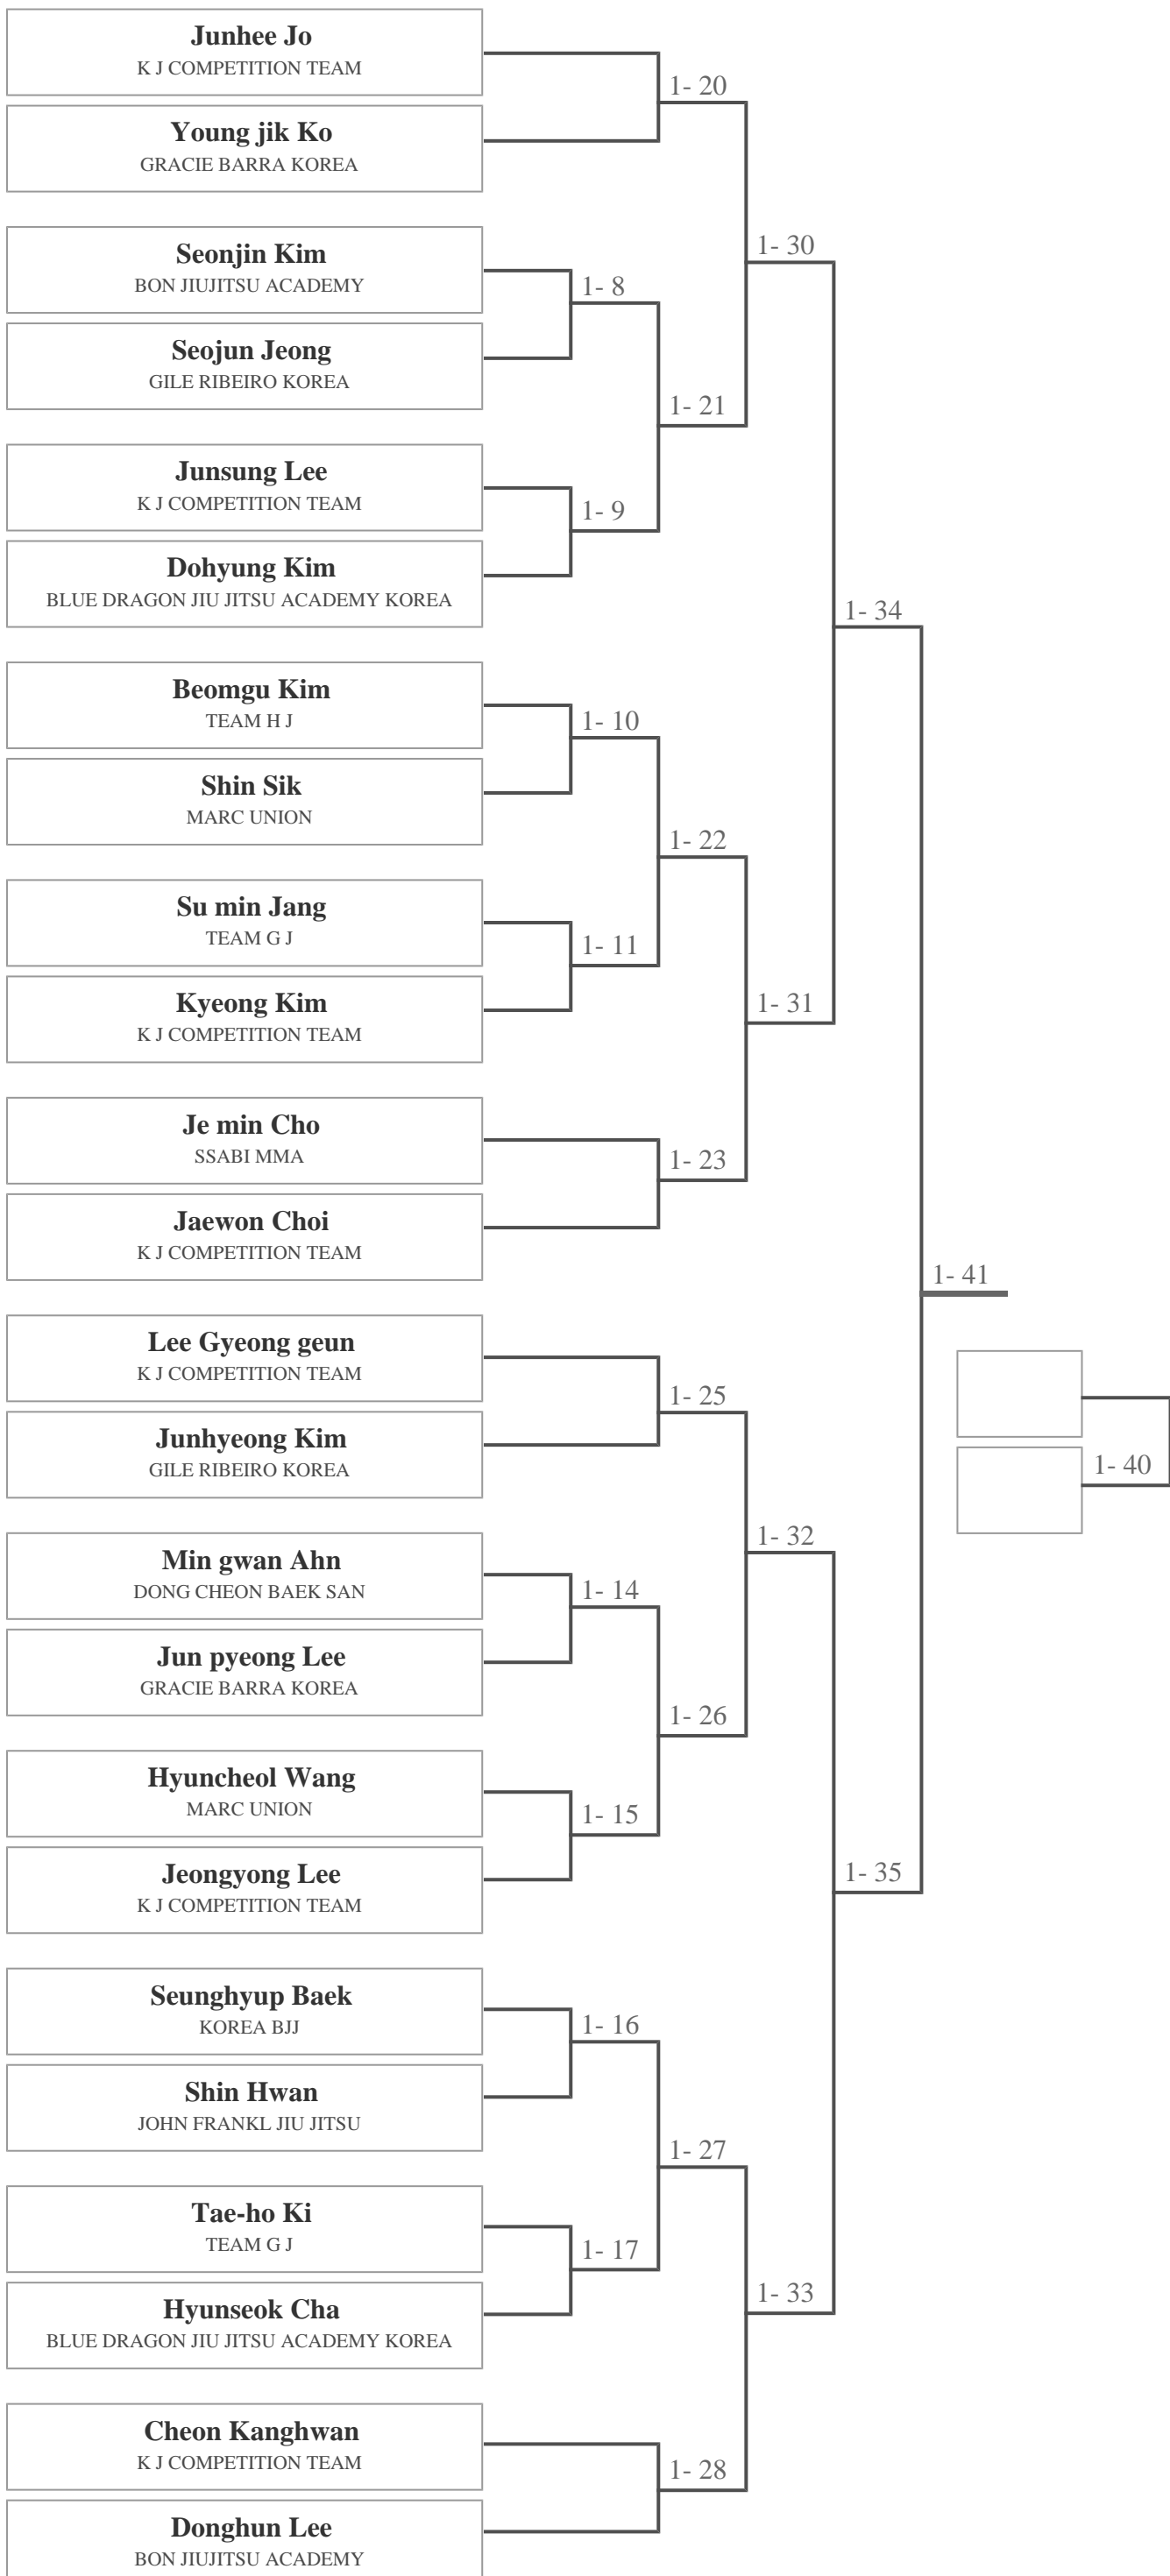 Junhee Jo
K J COMPETITION TEAM
1- 20
Young jik Ko
GRACIE BARRA KOREA
1- 30
Seonjin Kim
BON JIUJITSU ACADEMY
1- 8
Seojun Jeong
GILE RIBEIRO KOREA
1- 21
Junsung Lee
K J COMPETITION TEAM
1- 9
Dohyung Kim
BLUE DRAGON JIU JITSU ACADEMY KOREA
1- 34
Beomgu Kim
TEAM H J
1- 10
Shin Sik
MARC UNION
1- 22
Su min Jang
TEAM G J
1- 11
Kyeong Kim
K J COMPETITION TEAM
1- 31
Je min Cho
SSABI MMA
1- 23
Jaewon Choi
K J COMPETITION TEAM
1- 41
Lee Gyeong geun
K J COMPETITION TEAM
1- 25
Junhyeong Kim
GILE RIBEIRO KOREA
1- 40
1- 32
Min gwan Ahn
DONG CHEON BAEK SAN
1- 14
Jun pyeong Lee
GRACIE BARRA KOREA
1- 26
Hyuncheol Wang
MARC UNION
1- 15
Jeongyong Lee
K J COMPETITION TEAM
1- 35
Seunghyup Baek
KOREA BJJ
1- 16
Shin Hwan
JOHN FRANKL JIU JITSU
1- 27
Tae-ho Ki
TEAM G J
1- 17
Hyunseok Cha
BLUE DRAGON JIU JITSU ACADEMY KOREA
1- 33
Cheon Kanghwan
K J COMPETITION TEAM
1- 28
Donghun Lee
BON JIUJITSU ACADEMY